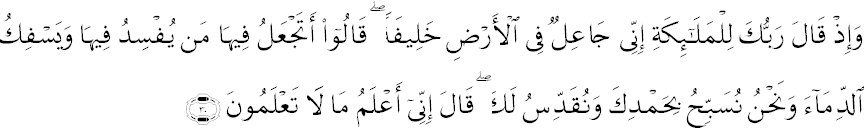 وَإِذْ قَالَ رَبُّكَ لِلْمَلَٰٓئِكَةِ إِنِّى جَاعِلٌ فِى ٱلْأَرْضِ خَلِيفَةً ۖ قَالُوٓا۟ أَتَجْعَلُ فِيهَا مَن يُفْسِدُ فِيهَا وَيَسْفِكُ
ٱلدِّمَآءَ وَنَحْنُ نُسَبِّحُ بِحَمْدِكَ وَنُقَدِّسُ لَكَ ۖ قَالَ إِنِّىٓ أَعْلَمُ مَا لَا تَعْلَمُونَ ٣٠